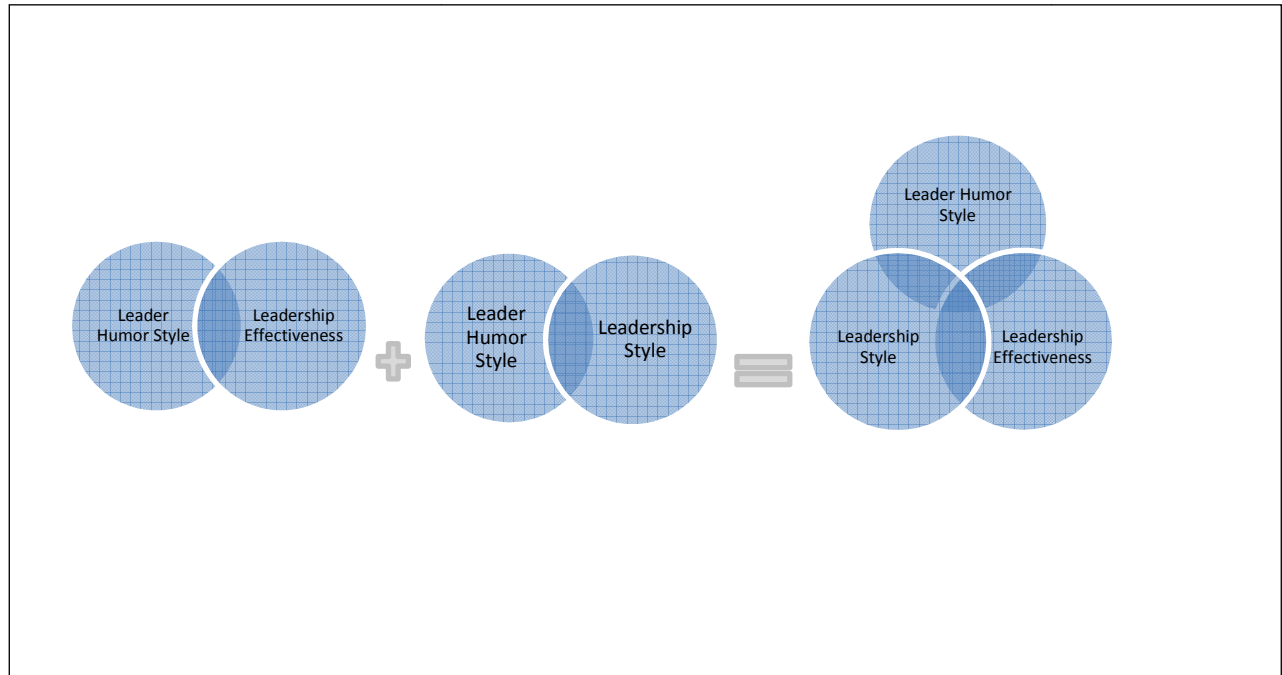 Leader
Humor Style
Leadership
Effectiveness
+
Leader
Humor
Style
Leadership
Style
=
Leader Humor
Style
Leadership
Style
Leadership
Effectiveness